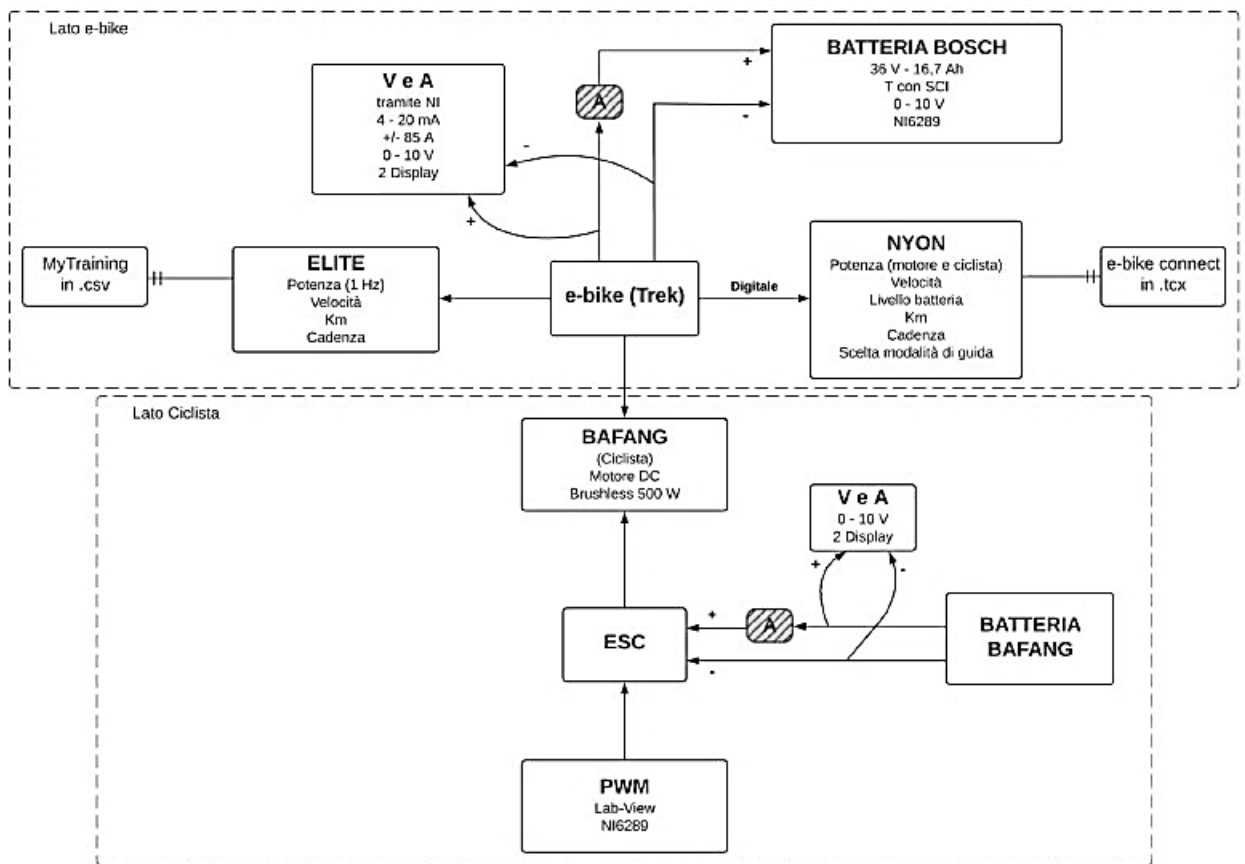 Lato e-bike
V e A
tramite NI
4 - 20 mA
+/- 85 A
0 - 10 V
2 Display
A
+
-
BATTERIA BOSCH
36 V - 16,7 Ah
T con SCI
0 - 10 V
NI6289
-
+
MyTraining
in .csv
ELITE
Potenza (1 Hz)
Velocità
Km
Cadenza
e-bike (Trek)
Digitale
NYON
Potenza (motore e ciclista)
Velocità
Livello batteria
Km
Cadenza
Scelta modalità di guida
e-bike connect
in .tcx
Lato Ciclista
BAFANG
(Ciclista)
Motore DC
Brushless 500 W
V e A
0 - 10 V
2 Display
+
-
ESC
+
A
-
BATTERIA
BAFANG
PWM
Lab-View
NI6289